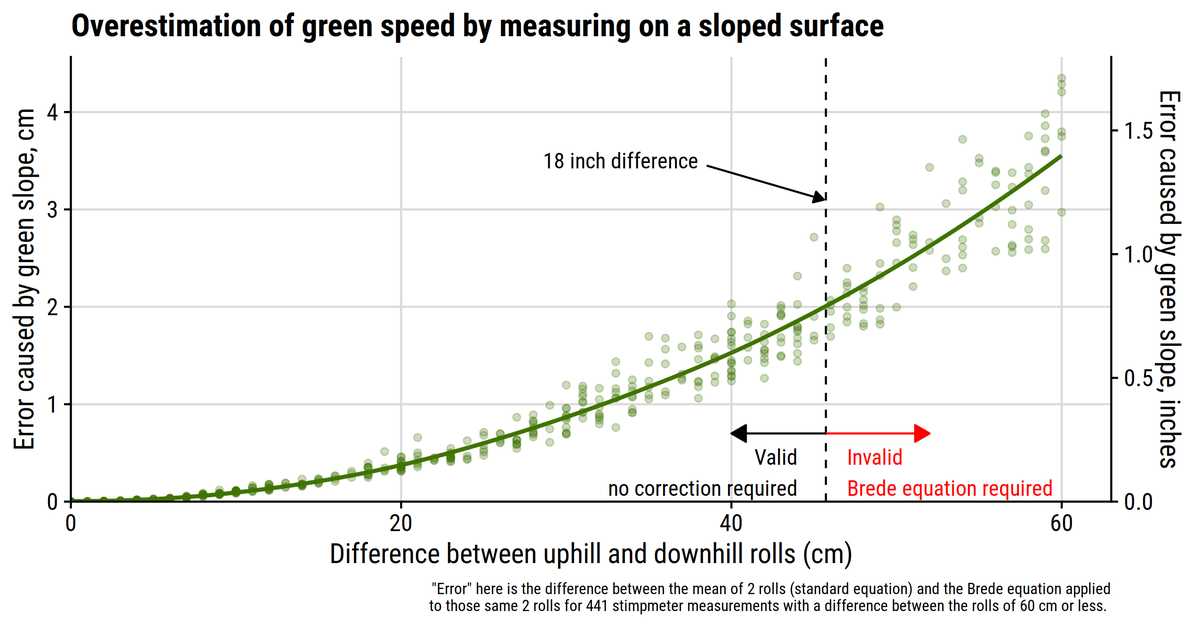 Overestimation of green speed by measuring on a sloped surface
Error caused by green slope, cm
4
3
2
1
0
18 inch difference
Valid
no correction required
Invalid
Brede equation required
1.5
1.0
0.5
0.0
Error caused by green slope, inches
0
20
40
60
Difference between uphill and downhill rolls (cm)
"Error" here is the difference between the mean of 2 rolls (standard equation) and the Brede equation applied
to those same 2 rolls for 441 stimpmeter measurements with a difference between the rolls of 60 cm or less.